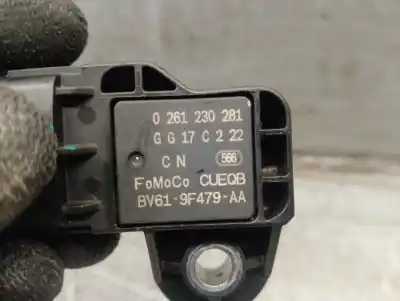 0 261 230 281
G G 17 C 2 22
C N 566
FoMoCo CUEQB
BV61-9F479-AA